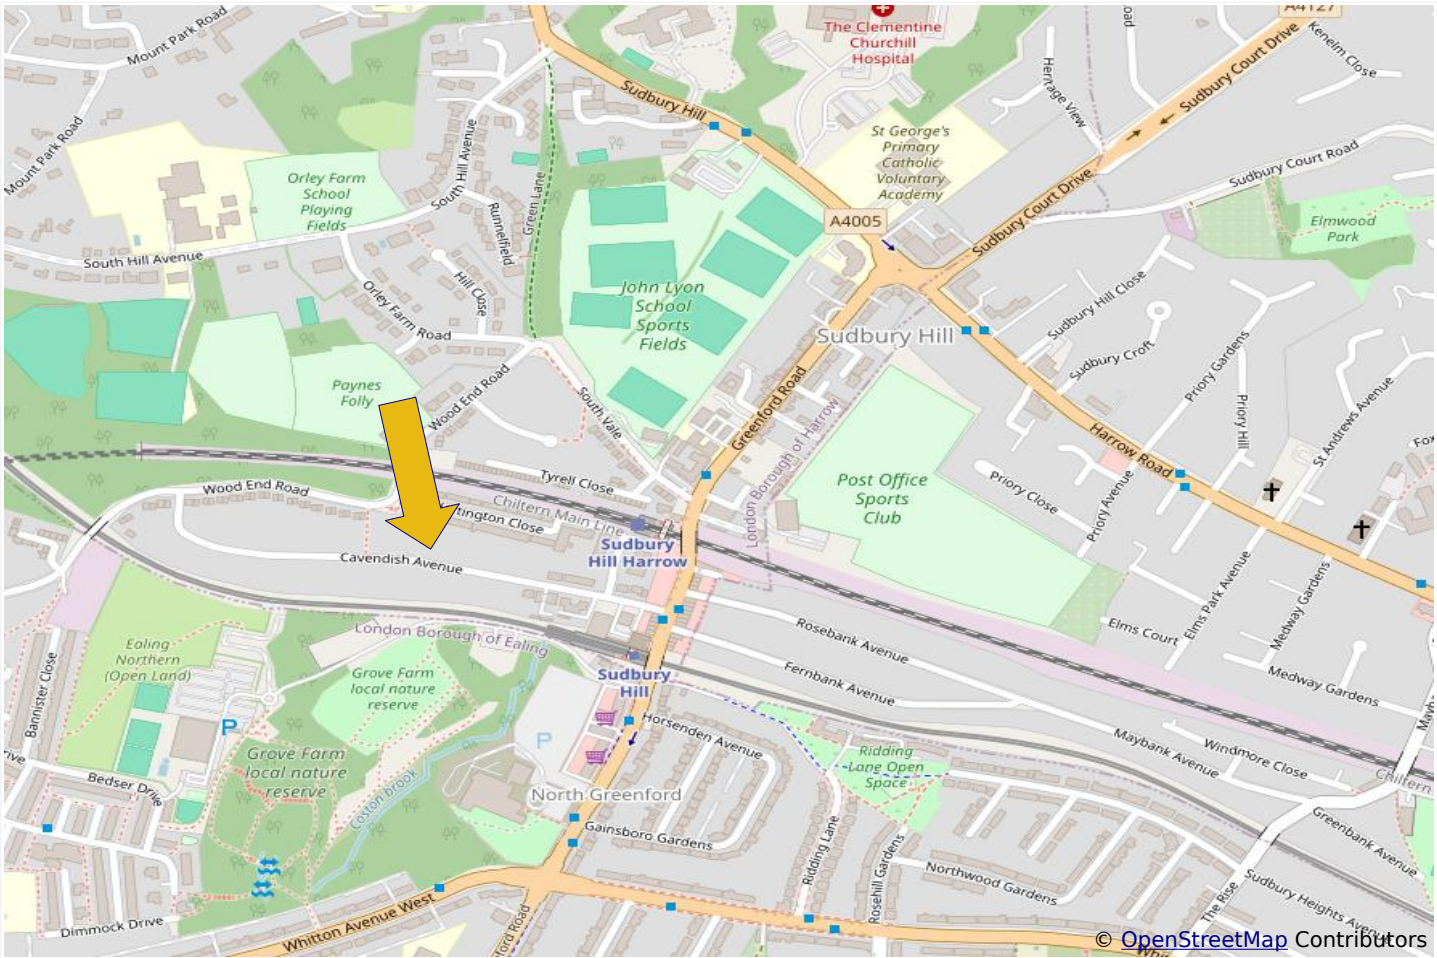 A4127
Mount Park Road
The Clementine
Churchill
Hospital
Kenelm Close
Sudbury Court Drive
Heritage View
Sudbury Hill
Mount Park Road
South Hill Avenue
St George's
Primary
Catholic
Voluntary
Academy
Sudbury Court Road
Orley Farm
School
Playing
Fields
Green Lane
Runnelfield
A4005
Sudbury Court Drive
Elmwood
Park
South Hill Avenue
Hill Close
Orley Farm Road
John Lyon
School
Sports
Fields
Sudbury Hill
Sudbury Hill Close
Sudbury Croft
Priory Gardens
Priory Hill
St Andrews Avenue
Paynes
Folly
Wood End Road
South Vale
Greenford Road
London Borough of Harrow
Harrow Road
Fox
Tyrell Close
Wood End Road
Chiltern Main Line
tington Close
Post Office
Sports
Club
Priory Close
Priory Avenue
Sudbury
Hill Harrow
Cavendish Avenue
Elms Park Avenue
Medway Gardens
Elms Court
Rosebank Avenue
London Borough of Ealing
Ealing
Northern
(Open Land)
Bannister Close
Grove Farm
local nature
reserve
Sudbury
Hill
Fernbank Avenue
Medway Gardens
Mayb
Horsenden Avenue
Maybank Avenue
Windmore Close
Chiltern
P
P
Grove Farm
local nature
reserve
Ridding
Lane Open
Space
rive
Bedser Drive
Coston brook
North Greenford
Gainsboro Gardens
Ridding Lane
Rosehill Gardens
Northwood Gardens
Greenbank Avenue
The Rise
Sudbury Heights Avenue
Dimmock Drive
Whitton Avenue West
ford Road
Whit
© OpenStreetMap Contributors